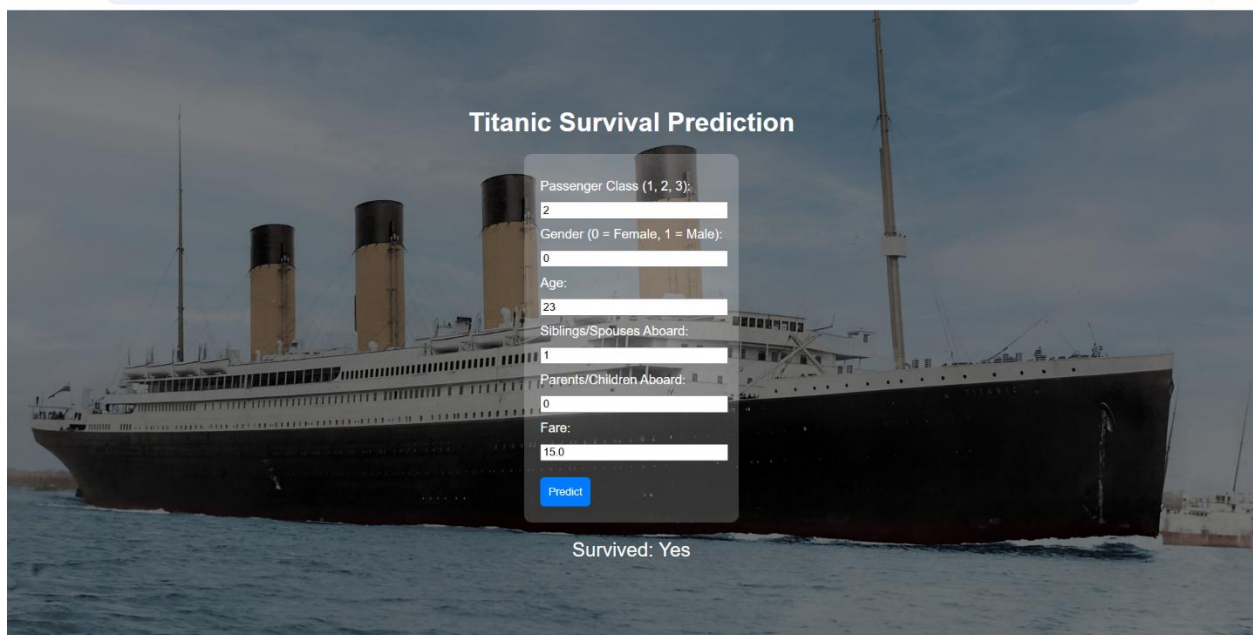 Titanic Survival Prediction
Passenger Class (1, 2, 3):
2
Gender (0 = Female, 1 = Male):
0
Age:
23
Siblings/Spouses Aboard:
1
Parents/Children Aboard:
0
Fare:
15.0
Predict
Survived: Yes
TITANIC